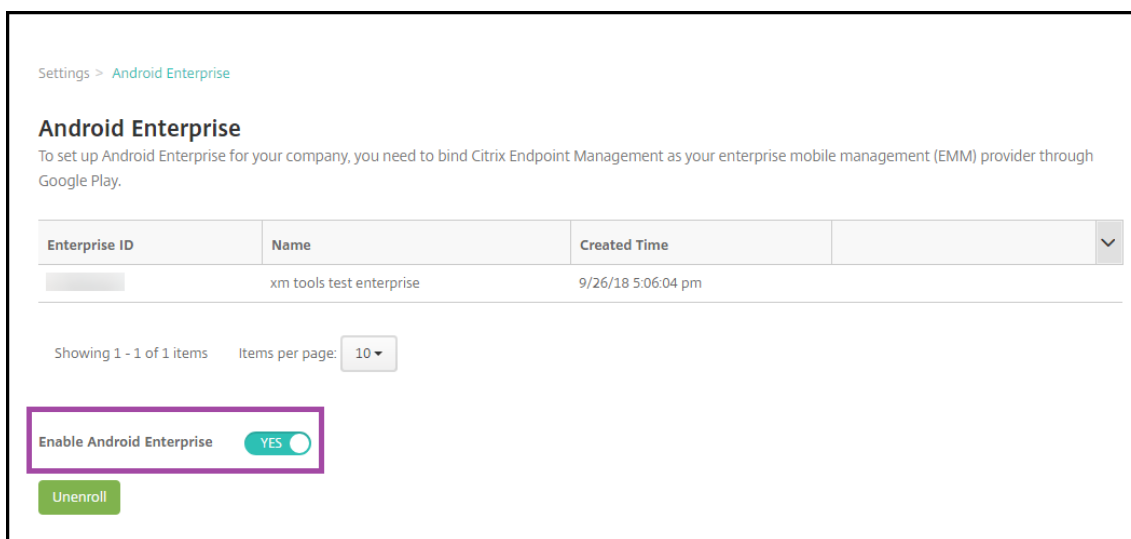 Settings > Android Enterprise
Android Enterprise
To set up Android Enterprise for your company, you need to bind Citrix Endpoint Management as your enterprise mobile management (EMM) provider through
Google Play.
Enterprise ID Name Created Time
xm tools test enterprise 9/26/18 5:06:04 pm
Showing 1 - 1 of 1 items Items per page: 10
Enable Android Enterprise YES
Unenroll